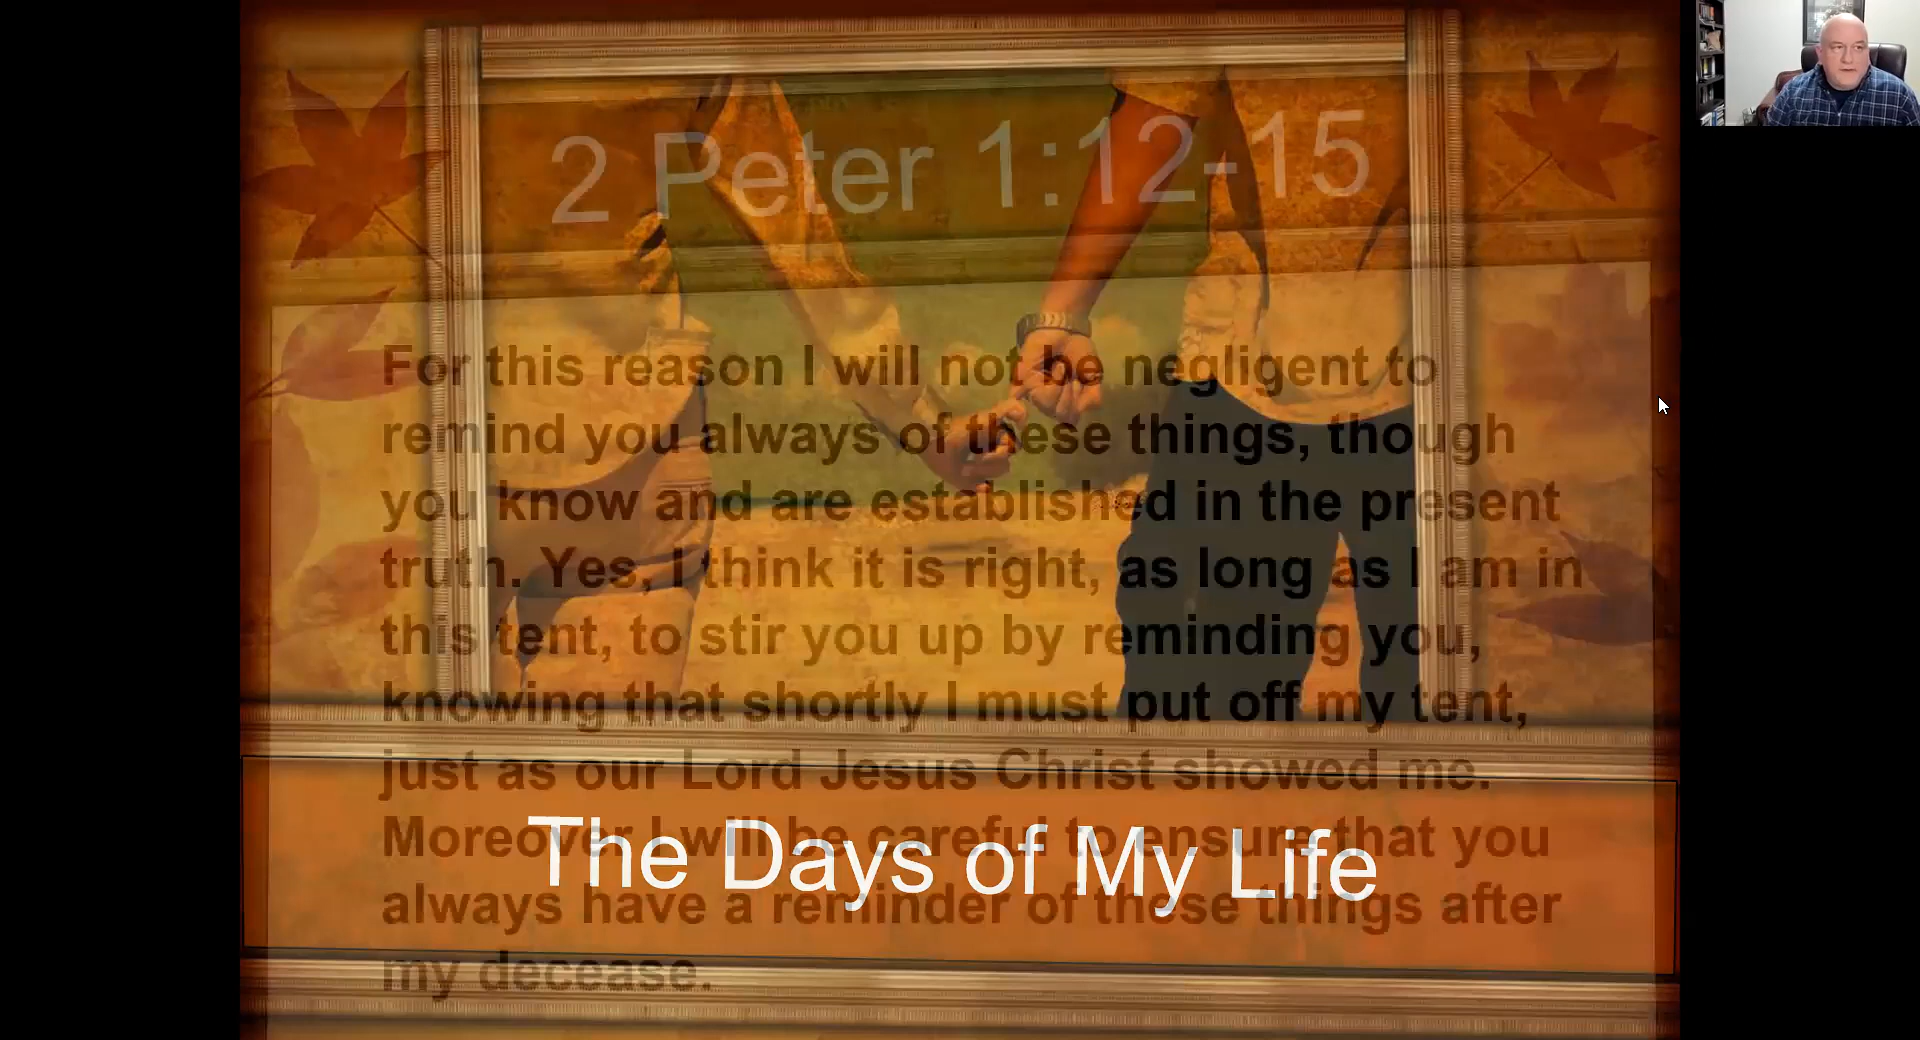 2 Peter 1:12-15
For this reason I will not be negligent to
remind you always of these things, though
you know and are established in the present
truth. Yes, I think it is right, as long as I am in
this tent, to stir you up by reminding you,
knowing that shortly I must put off my tent,
just as our Lord Jesus Christ showed me.
Moreover I will be careful to ensure that you
always have a reminder of these things after
my decease.
The Days of My Life